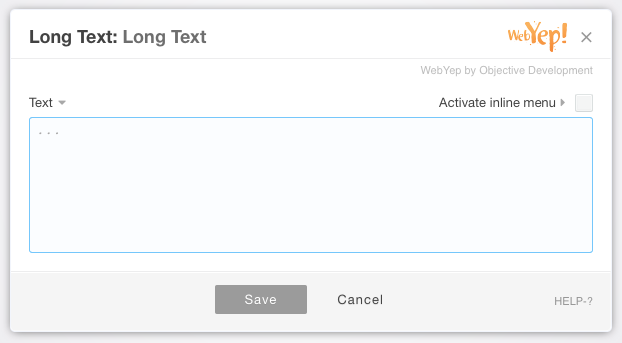 Long Text: Long Text
WebYep!
WebYep by Objective Development
Text
Activate inline menu
...
Save
Cancel
HELP-?